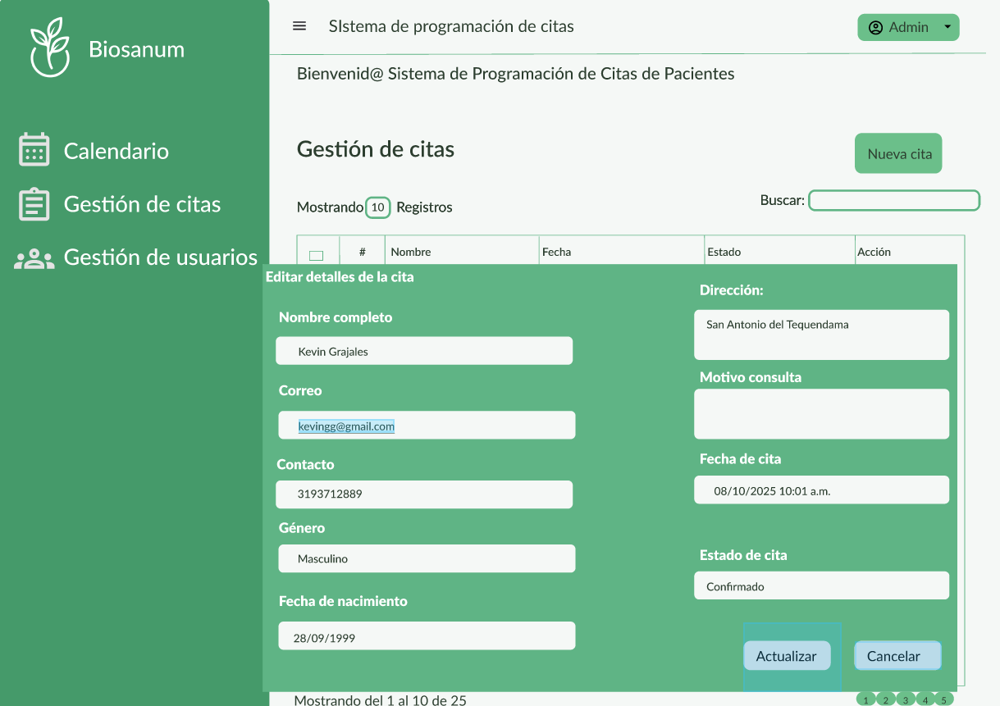 Biosanum
Calendario
Gestión de citas
Gestión de usuarios
SIstema de programación de citas
Admin
Bienvenid@ Sistema de Programación de Citas de Pacientes
Gestión de citas
Nueva cita
Mostrando 10 Registros
Buscar:
# Nombre Fecha Estado Acción
Editar detalles de la cita
Nombre completo
Kevin Grajales
Correo
kevingg@gmail.com
Contacto
3193712889
Género
Masculino
Fecha de nacimiento
28/09/1999
Dirección:
San Antonio del Tequendama
Motivo consulta
Fecha de cita
08/10/2025 10:01 a.m.
Estado de cita
Confirmado
Actualizar
Cancelar
Mostrando del 1 al 10 de 25
1 2 3 4 5